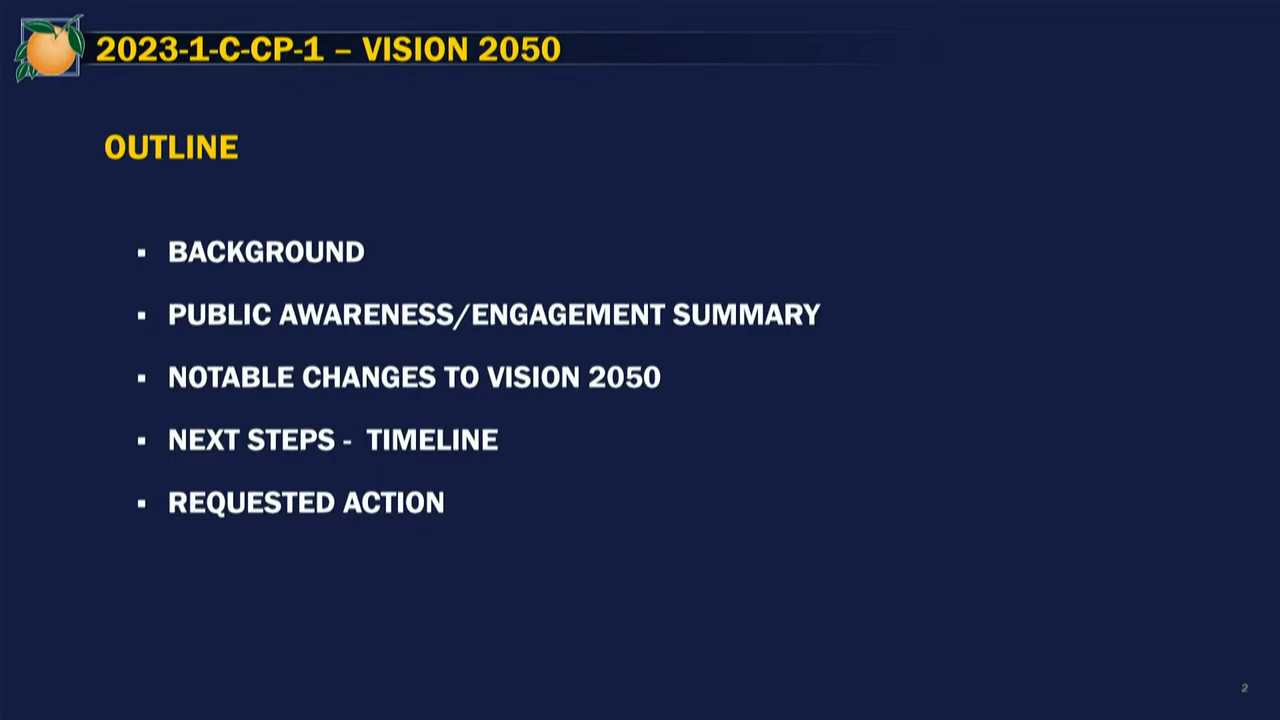 2023-1-C-CP-1 – VISION 2050
OUTLINE
▪ BACKGROUND
▪ PUBLIC AWARENESS/ENGAGEMENT SUMMARY
▪ NOTABLE CHANGES TO VISION 2050
▪ NEXT STEPS - TIMELINE
▪ REQUESTED ACTION
2